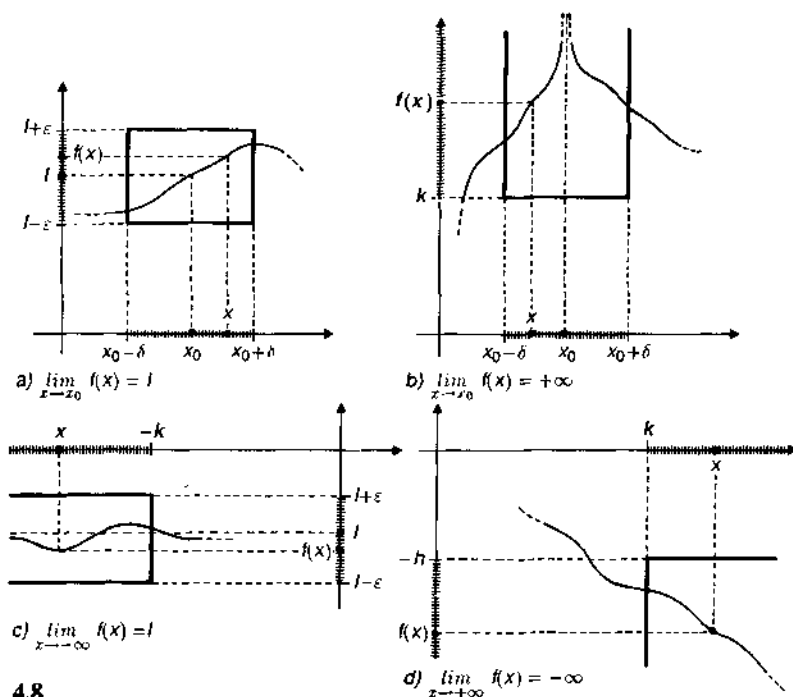 l+ε
f(x)
l
l−ε
x
x₀−δ x₀ x₀+δ
a) lim f(x) = l
x→x₀
f(x)
k
x
x₀−δ x₀ x₀+δ
b) lim f(x) = +∞
x→x₀
x −k
l+ε
l
f(x)
l−ε
c) lim f(x) = l
x→−∞
k
x
−h
f(x)
d) lim f(x) = −∞
x→+∞
4.8